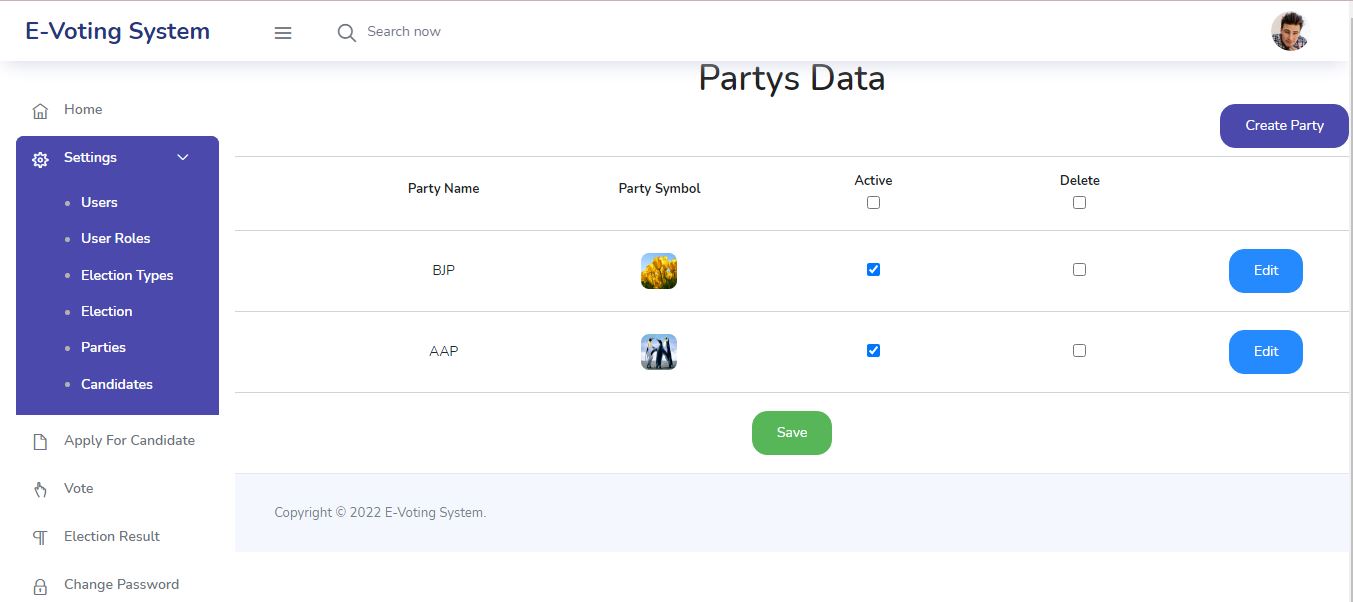 E-Voting System
Search now
Partys Data
Home
Create Party
Settings
Users
User Roles
Election Types
Election
Parties
Candidates
Apply For Candidate
Vote
Election Result
Change Password
Party Name Party Symbol Active Delete
BJP Edit
AAP Edit
Save
Copyright © 2022 E-Voting System.